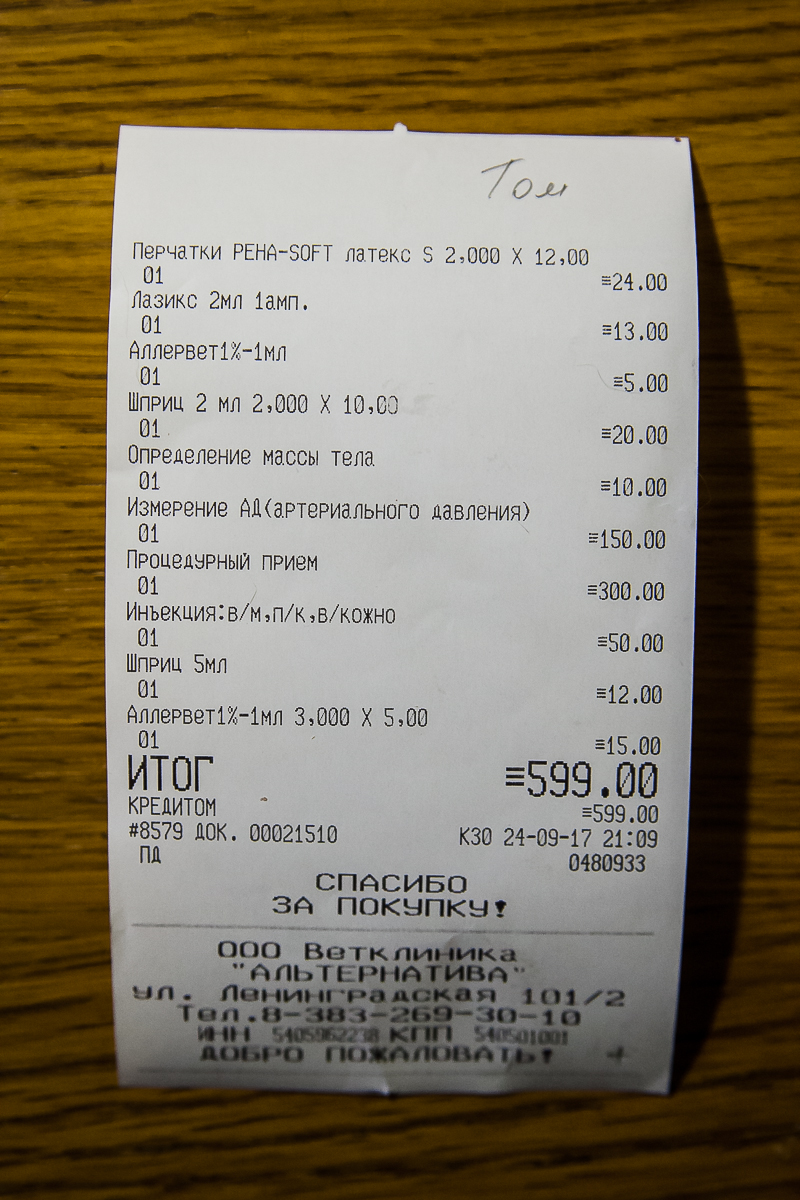 Том
Перчатки PEHA-SOFT латекс S 2,000 X 12,00
01 ≡24.00
Лазикс 2мл 1амп.
01 ≡13.00
Аллервет1%-1мл
01 ≡5.00
Шприц 2 мл 2,000 X 10,00
01 ≡20.00
Определение массы тела
01 ≡10.00
Измерение АД(артериального давления)
01 ≡150.00
Процедурный прием
01 ≡300.00
Инъекция:в/м,п/к,в/кожно
01 ≡50.00
Шприц 5мл
01 ≡12.00
Аллервет1%-1мл 3,000 X 5,00
01 ≡15.00
ИТОГ ≡599.00
КРЕДИТОМ ≡599.00
#8579 ДОК. 00021510 К30 24-09-17 21:09
ПД 0480933
СПАСИБО
ЗА ПОКУПКУ!
ООО Ветклиника
"АЛЬТЕРНАТИВА"
ул. Ленинградская 101/2
Тел.8-383-269-30-10
ИНН 5405962238 КПП 540501001
ДОБРО ПОЖАЛОВАТЬ!